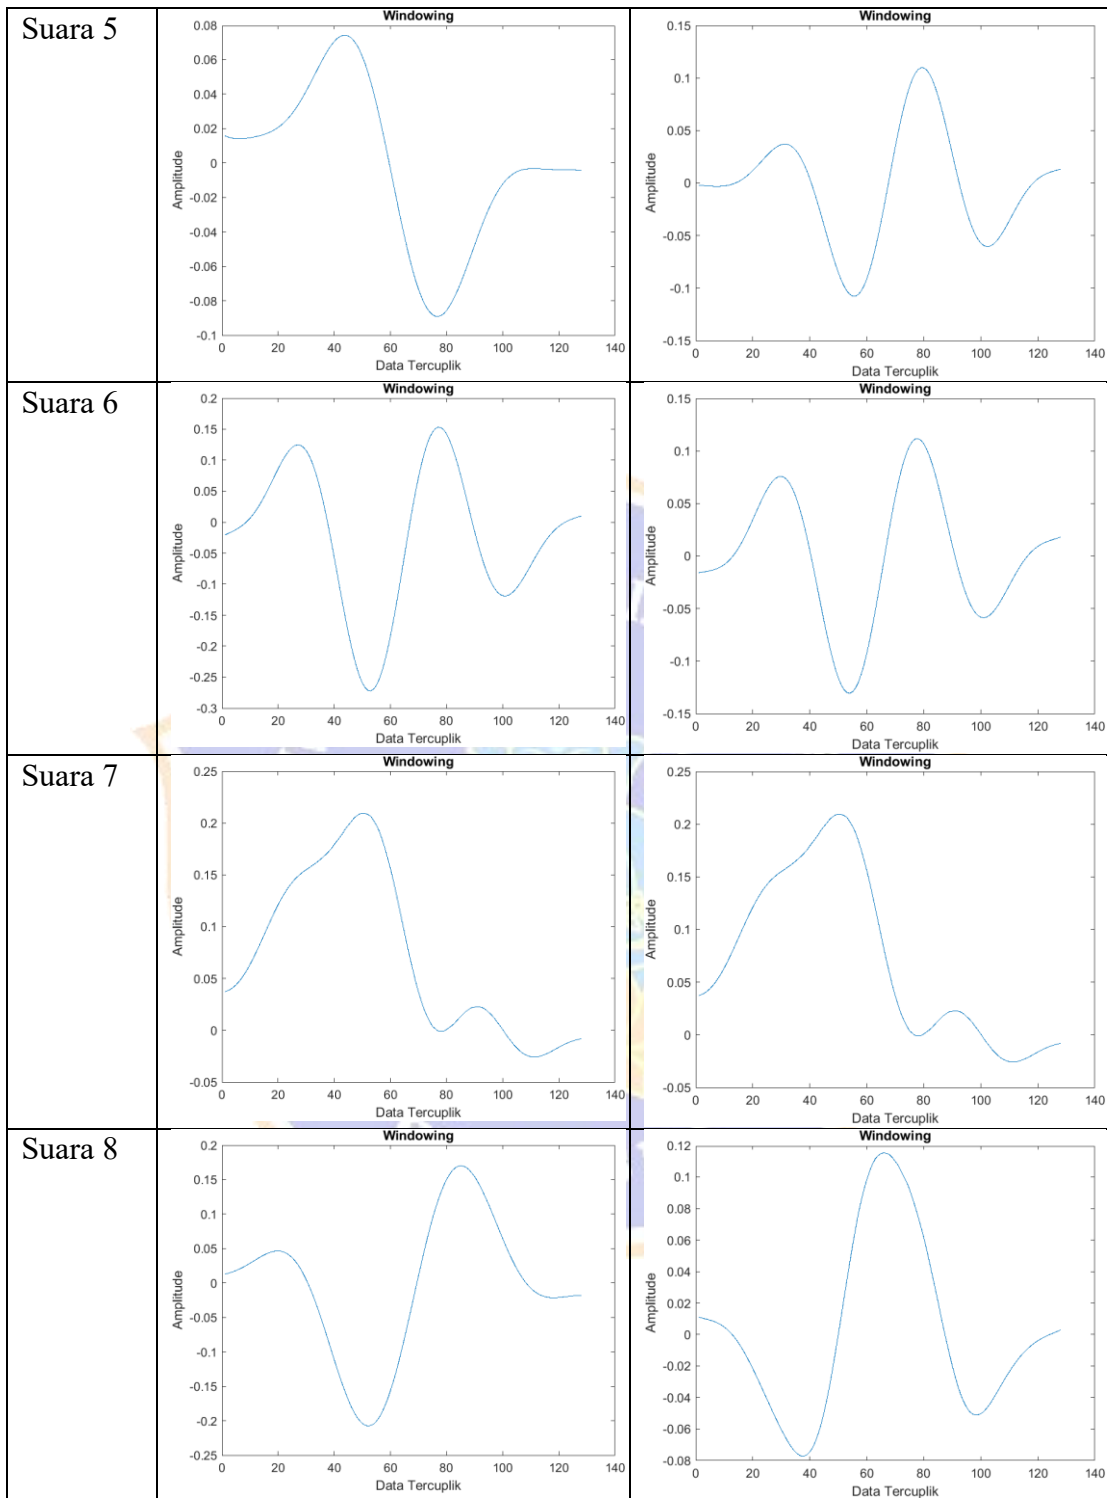 Suara 5
Windowing
0.08
0.06
0.04
0.02
0
-0.02
-0.04
-0.06
-0.08
-0.1
Amplitude
0 20 40 60 80 100 120 140
Data Tercuplik
Windowing
0.15
0.1
0.05
0
-0.05
-0.1
-0.15
Amplitude
0 20 40 60 80 100 120 140
Data Tercuplik
Suara 6
Windowing
0.2
0.15
0.1
0.05
0
-0.05
-0.1
-0.15
-0.2
-0.25
-0.3
Amplitude
0 20 40 60 80 100 120 140
Data Tercuplik
Windowing
0.15
0.1
0.05
0
-0.05
-0.1
-0.15
Amplitude
0 20 40 60 80 100 120 140
Data Tercuplik
Suara 7
Windowing
0.25
0.2
0.15
0.1
0.05
0
-0.05
Amplitude
0 20 40 60 80 100 120 140
Data Tercuplik
Windowing
0.25
0.2
0.15
0.1
0.05
0
-0.05
Amplitude
0 20 40 60 80 100 120 140
Data Tercuplik
Suara 8
Windowing
0.2
0.15
0.1
0.05
0
-0.05
-0.1
-0.15
-0.2
-0.25
Amplitude
0 20 40 60 80 100 120 140
Data Tercuplik
Windowing
0.12
0.1
0.08
0.06
0.04
0.02
0
-0.02
-0.04
-0.06
-0.08
Amplitude
0 20 40 60 80 100 120 140
Data Tercuplik